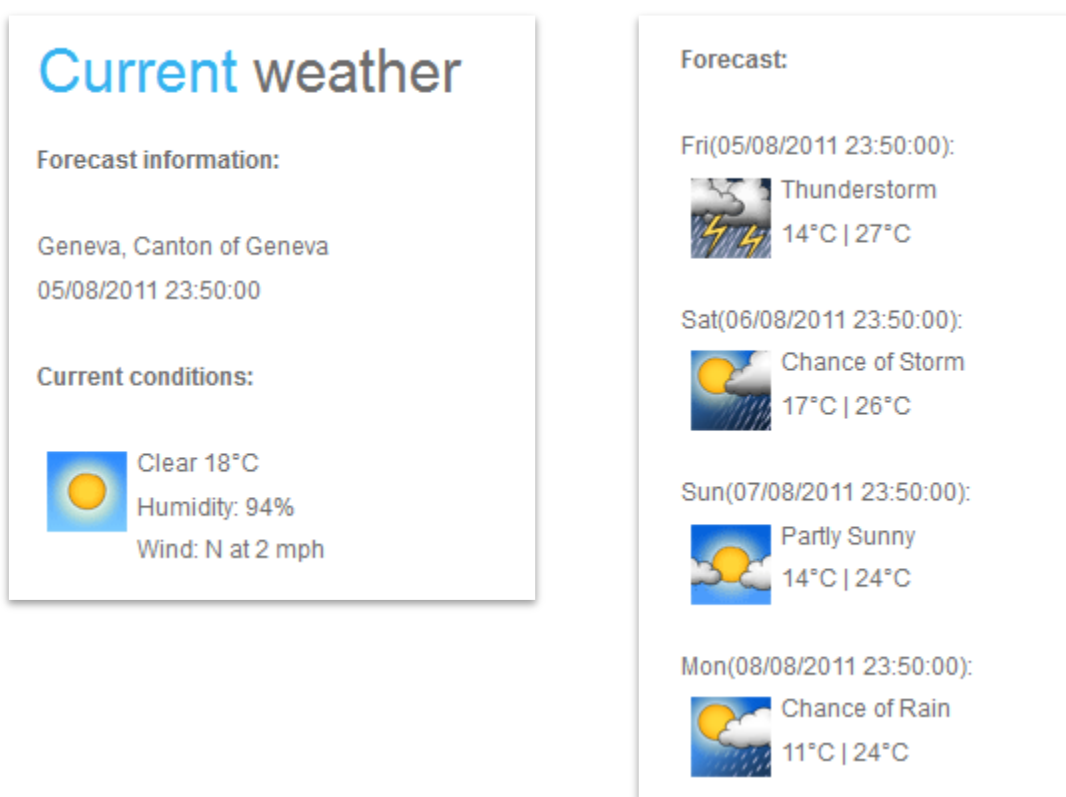 Current weather
Forecast information:
Geneva, Canton of Geneva
05/08/2011 23:50:00
Current conditions:
Clear 18°C
Humidity: 94%
Wind: N at 2 mph
Forecast:
Fri(05/08/2011 23:50:00):
Thunderstorm
14°C | 27°C
Sat(06/08/2011 23:50:00):
Chance of Storm
17°C | 26°C
Sun(07/08/2011 23:50:00):
Partly Sunny
14°C | 24°C
Mon(08/08/2011 23:50:00):
Chance of Rain
11°C | 24°C